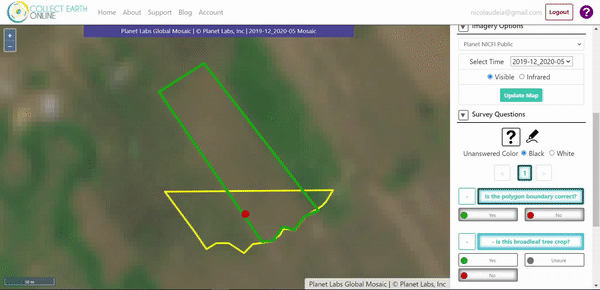 COLLECT EARTH
ONLINE
Home About Support Blog Account
nicolaudeia@gmail.com Logout ?
Planet Labs Global Mosaic | © Planet Labs, Inc | 2019-12_2020-05 Mosaic
+
-
Imagery Options
Planet NICFI Public
Select Time 2019-12_2020-05
Visible Infrared
Update Map
Survey Questions
?
Unanswered Color Black White
< 1 >
- Is the polygon boundary correct?
Yes No
- - Is this broadleaf tree crop?
Yes Unsure
No
50 m
Planet Labs Global Mosaic | © Planet Labs, Inc